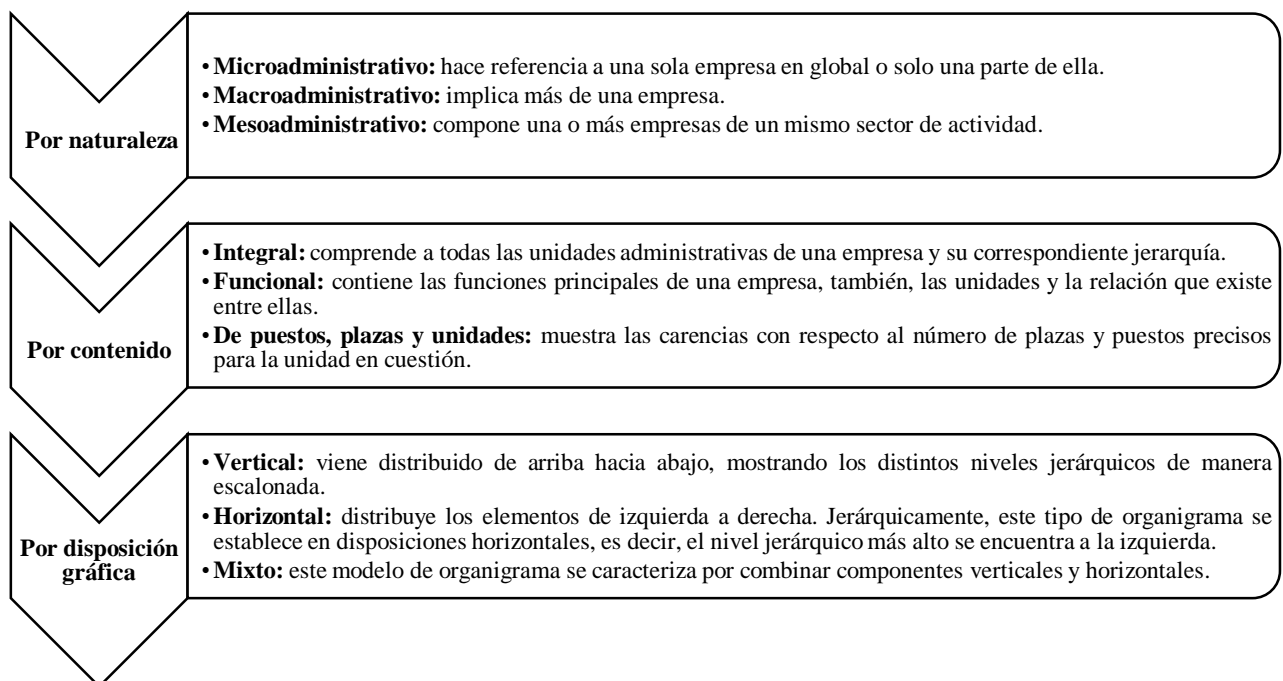 Por naturaleza
• Microadministrativo: hace referencia a una sola empresa en global o solo una parte de ella.
• Macroadministrativo: implica más de una empresa.
• Mesoadministrativo: compone una o más empresas de un mismo sector de actividad.
Por contenido
• Integral: comprende a todas las unidades administrativas de una empresa y su correspondiente jerarquía.
• Funcional: contiene las funciones principales de una empresa, también, las unidades y la relación que existe
entre ellas.
• De puestos, plazas y unidades: muestra las carencias con respecto al número de plazas y puestos precisos
para la unidad en cuestión.
Por disposición
gráfica
• Vertical: viene distribuido de arriba hacia abajo, mostrando los distintos niveles jerárquicos de manera
escalonada.
• Horizontal: distribuye los elementos de izquierda a derecha. Jerárquicamente, este tipo de organigrama se
establece en disposiciones horizontales, es decir, el nivel jerárquico más alto se encuentra a la izquierda.
• Mixto: este modelo de organigrama se caracteriza por combinar componentes verticales y horizontales.